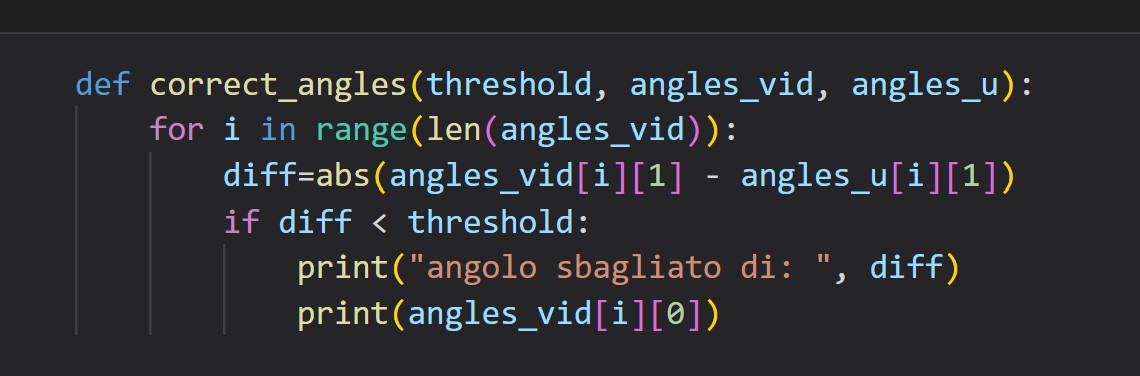 def correct_angles(threshold, angles_vid, angles_u):
    for i in range(len(angles_vid)):
        diff=abs(angles_vid[i][1] - angles_u[i][1])
        if diff < threshold:
            print("angolo sbagliato di: ", diff)
            print(angles_vid[i][0])